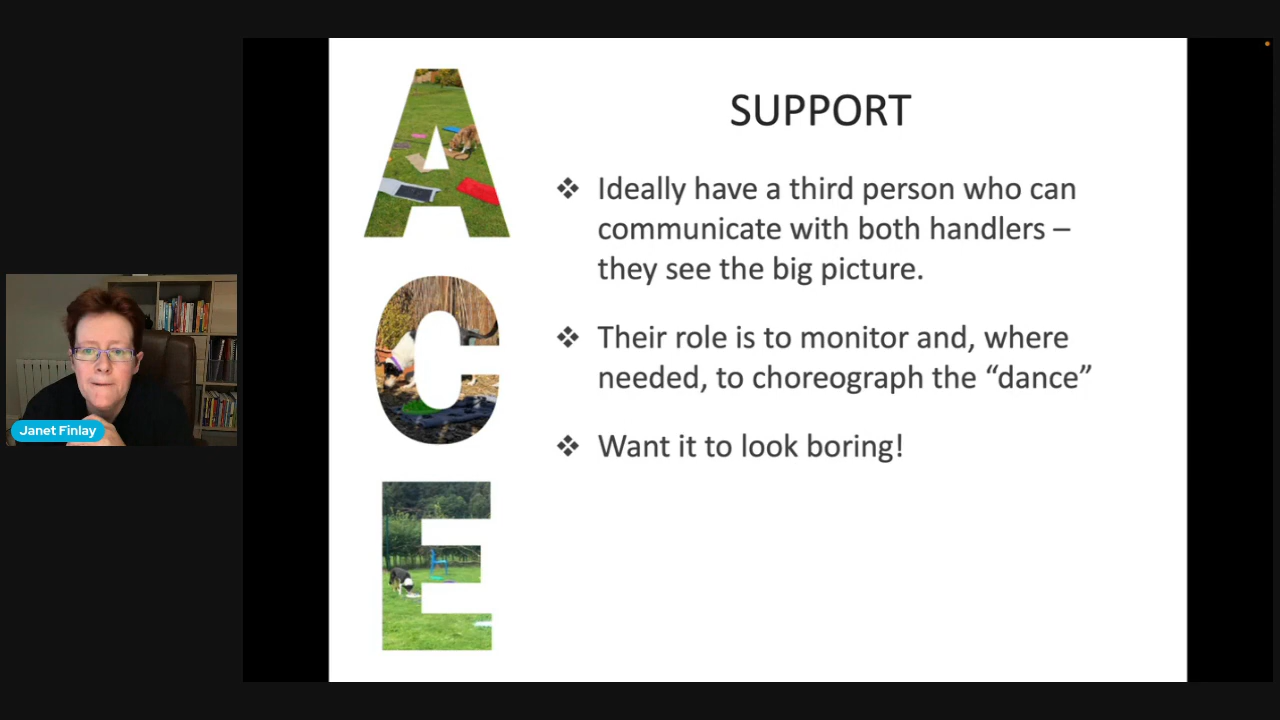 A
SUPPORT
❖ Ideally have a third person who can
communicate with both handlers –
they see the big picture.
C
❖ Their role is to monitor and, where
needed, to choreograph the “dance”
Janet Finlay
❖ Want it to look boring!
E